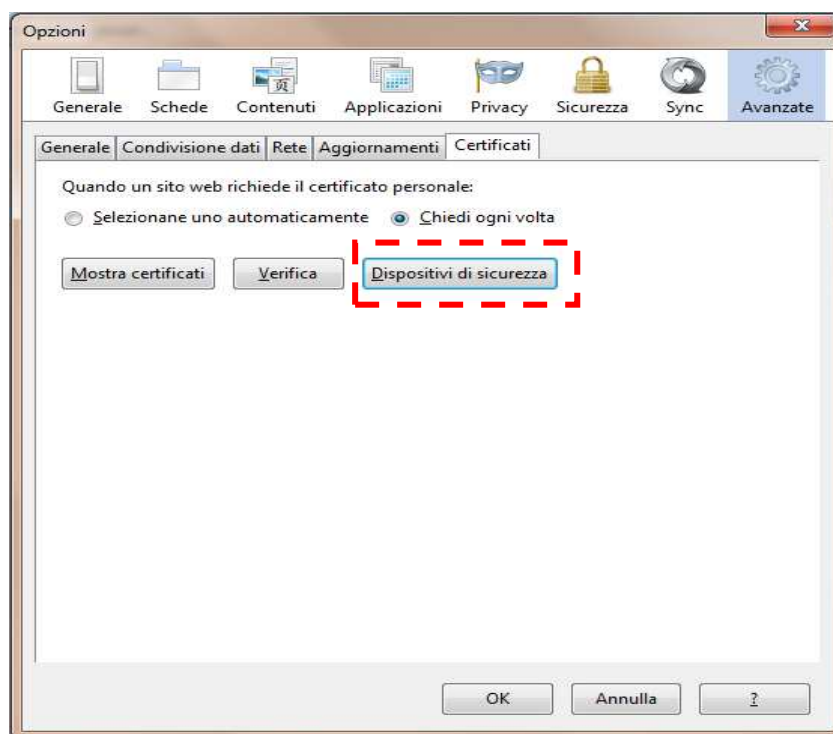 Opzioni
Generale Schede Contenuti Applicazioni Privacy Sicurezza Sync Avanzate
Generale Condivisione dati Rete Aggiornamenti Certificati
Quando un sito web richiede il certificato personale:
Selezionane uno automaticamente Chiedi ogni volta
Mostra certificati Verifica Dispositivi di sicurezza
OK Annulla ?